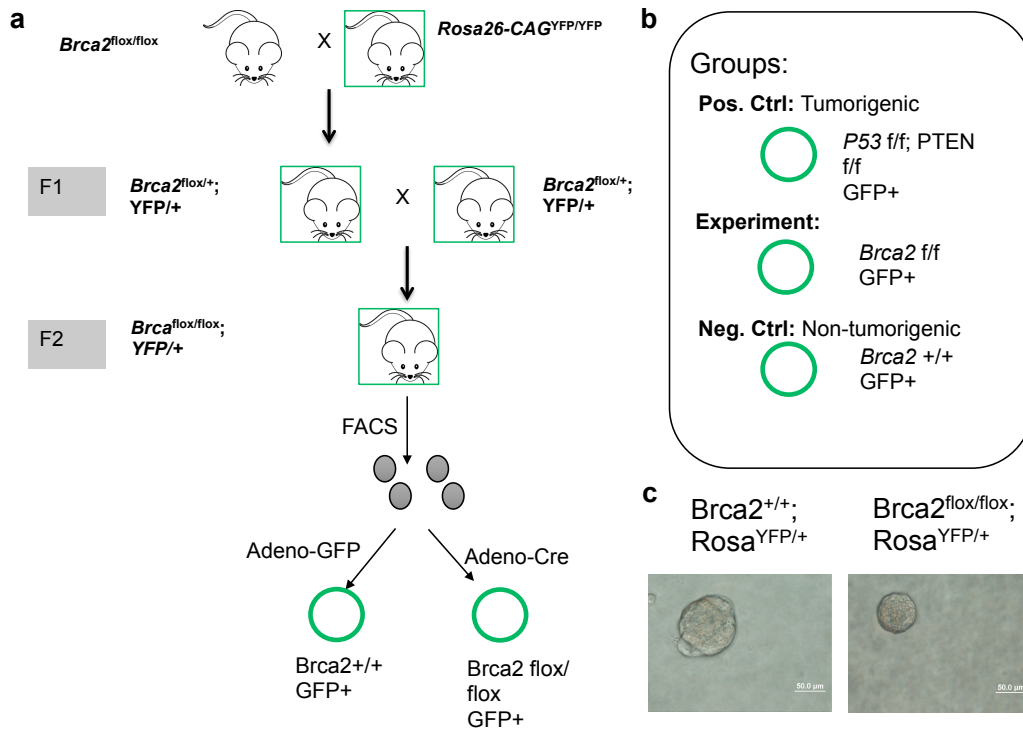 a
Brca2flox/flox
X
Rosa26-CAGYFP/YFP
F1
Brca2flox/+;
YFP/+
X
Brca2flox/+;
YFP/+
F2
Brcaflox/flox;
YFP/+
FACS
Adeno-GFP
Adeno-Cre
Brca2+/+
GFP+
Brca2 flox/
flox
GFP+
b
Groups:
Pos. Ctrl: Tumorigenic
P53 f/f; PTEN
f/f
GFP+
Experiment:
Brca2 f/f
GFP+
Neg. Ctrl: Non-tumorigenic
Brca2 +/+
GFP+
c
Brca2+/+;
RosaYFP/+
Brca2flox/flox;
RosaYFP/+
50.0 µm
50.0 µm